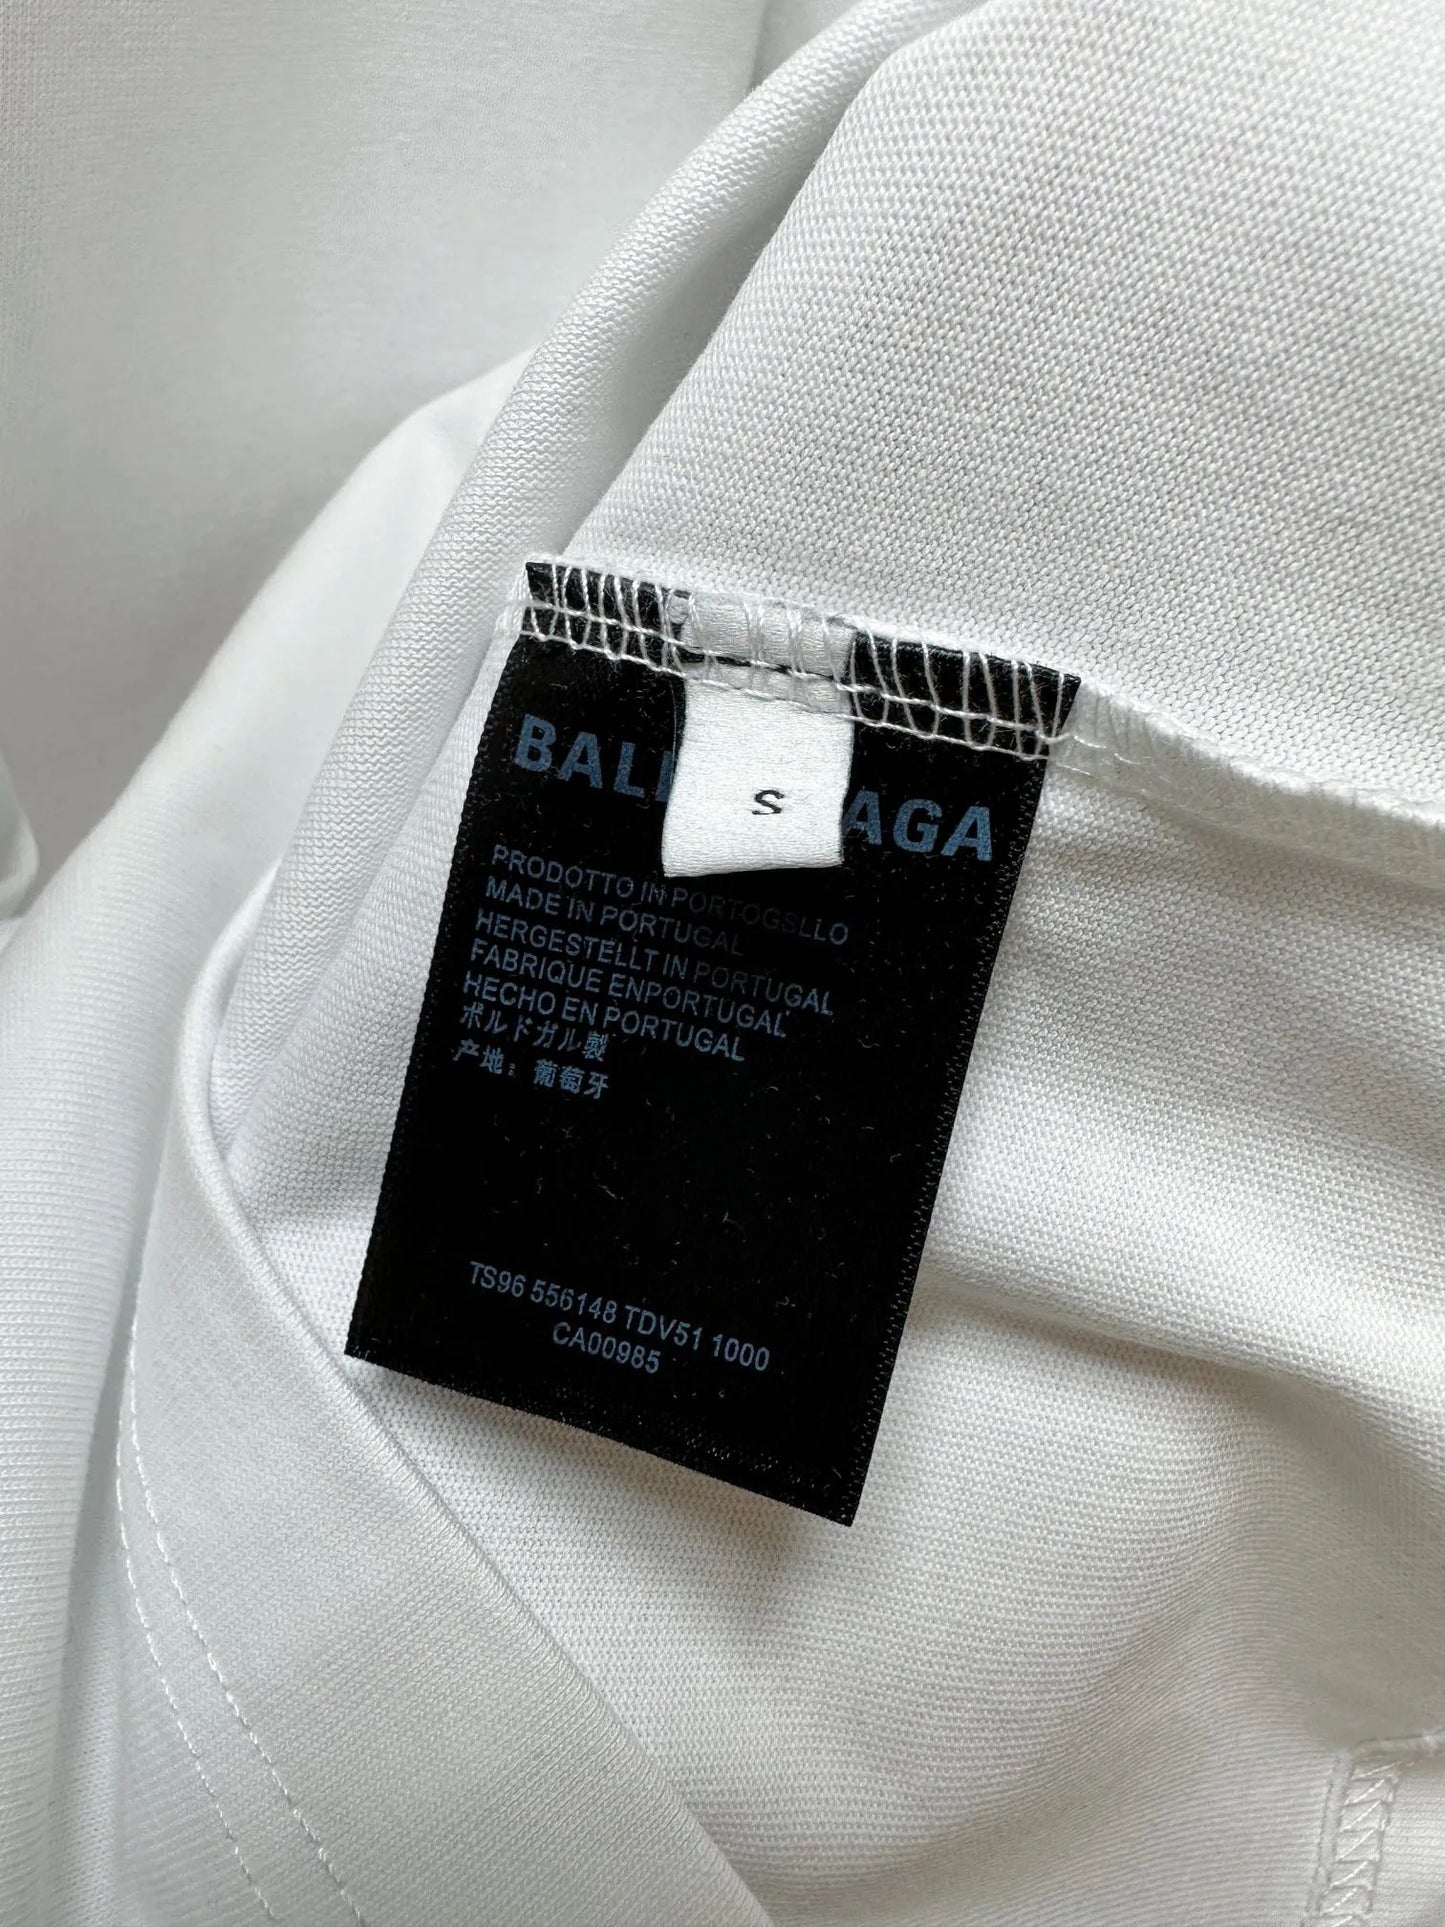 BAL AGA
S
PRODOTTO IN PORTOGSLLO
MADE IN PORTUGAL
HERGESTELLT IN PORTUGAL
FABRIQUE ENPORTUGAL
HECHO EN PORTUGAL
ポルドガル製
产地：葡萄牙
TS96 556148 TDV51 1000
CA00985